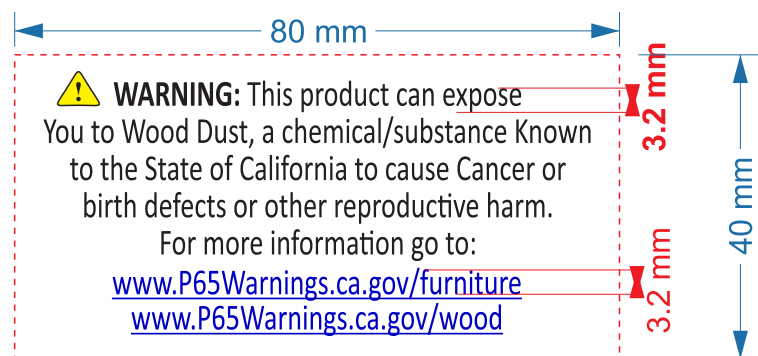 80 mm
WARNING: This product can expose
You to Wood Dust, a chemical/substance Known
to the State of California to cause Cancer or
birth defects or other reproductive harm.
For more information go to:
www.P65Warnings.ca.gov/furniture
www.P65Warnings.ca.gov/wood
3.2 mm
3.2 mm
40 mm